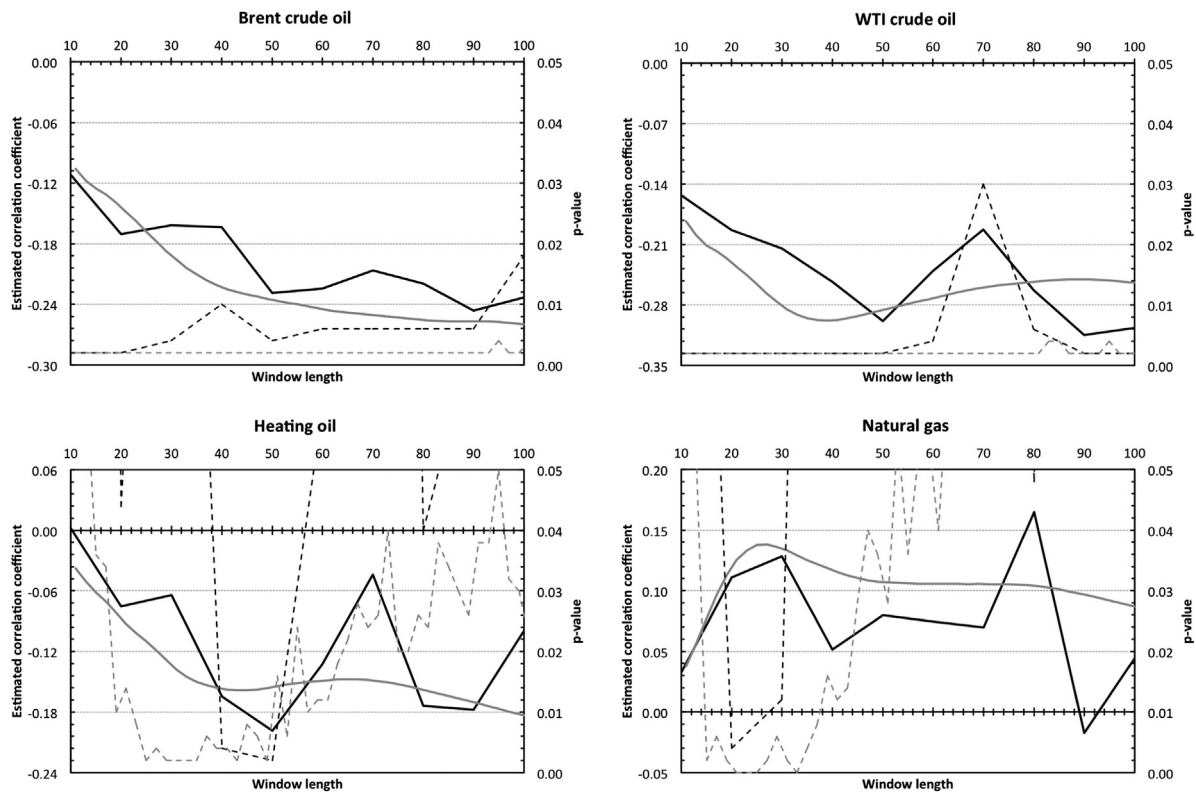 Brent crude oil
10 20 30 40 50 60 70 80 90 100
0.00 0.05
-0.06 0.04
-0.12 0.03
-0.18 0.02
-0.24 0.01
-0.30 0.00
Estimated correlation coefficient
p-value
Window length
WTI crude oil
10 20 30 40 50 60 70 80 90 100
0.00 0.05
-0.07 0.04
-0.14 0.03
-0.21 0.02
-0.28 0.01
-0.35 0.00
Estimated correlation coefficient
p-value
Window length
Heating oil
10 20 30 40 50 60 70 80 90 100
0.06 0.05
0.00 0.04
-0.06 0.03
-0.12 0.02
-0.18 0.01
-0.24 0.00
Estimated correlation coefficient
p-value
Window length
Natural gas
10 20 30 40 50 60 70 80 90 100
0.20 0.05
0.15 0.04
0.10 0.03
0.05 0.02
0.00 0.01
-0.05 0.00
Estimated correlation coefficient
p-value
Window length